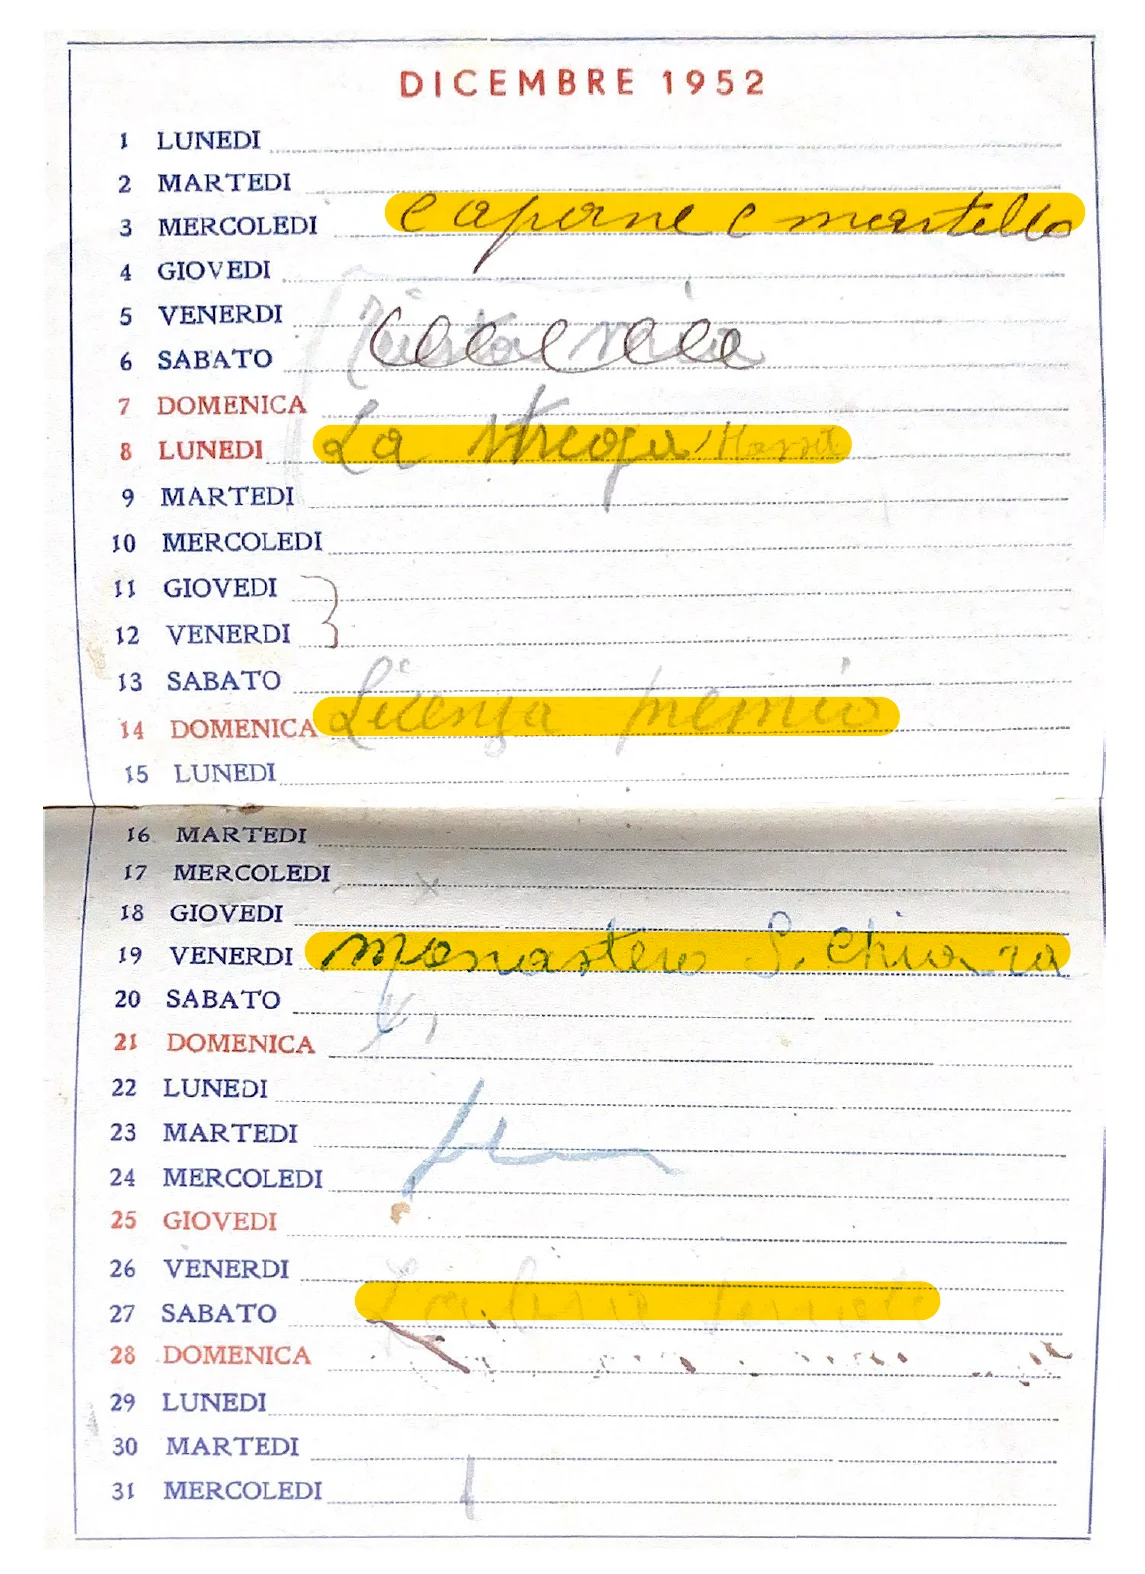 DICEMBRE 1952
1 LUNEDI
2 MARTEDI
3 MERCOLEDI e aperne e martello
4 GIOVEDI
5 VENERDI
6 SABATO
7 DOMENICA
8 LUNEDI La strega
9 MARTEDI
10 MERCOLEDI
11 GIOVEDI
12 VENERDI
13 SABATO
14 DOMENICA Licenza premio
15 LUNEDI
16 MARTEDI
17 MERCOLEDI
18 GIOVEDI
19 VENERDI monastero S. Chiara
20 SABATO
21 DOMENICA
22 LUNEDI
23 MARTEDI
24 MERCOLEDI
25 GIOVEDI
26 VENERDI
27 SABATO
28 DOMENICA
29 LUNEDI
30 MARTEDI
31 MERCOLEDI